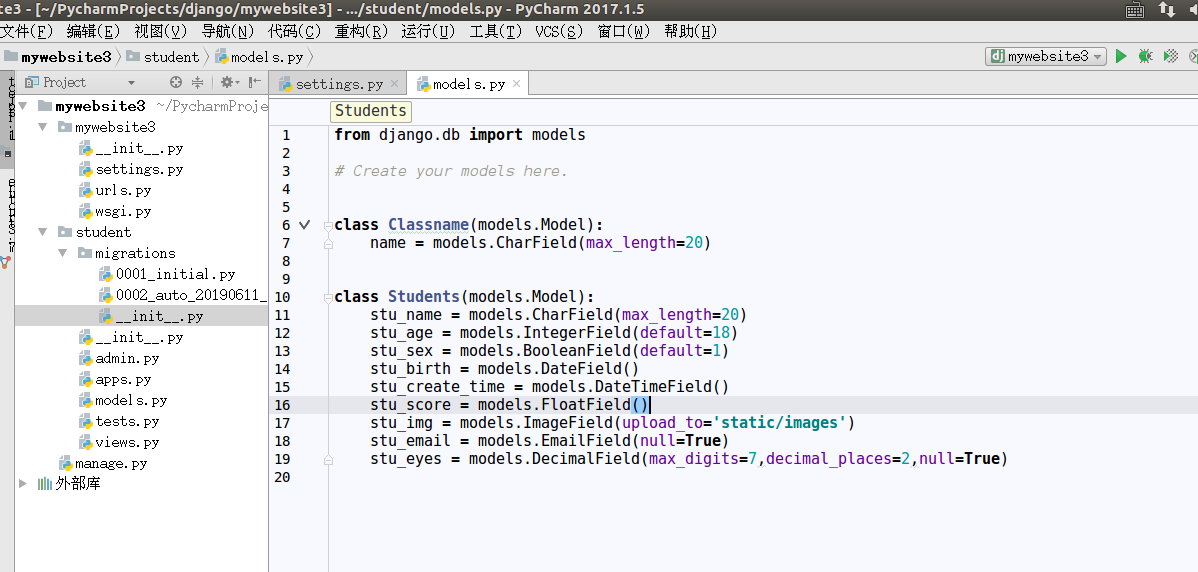 te3 - [~/PycharmProjects/django/mywebsite3] - .../student/models.py - PyCharm 2017.1.5
文件(F) 编辑(E) 视图(V) 导航(N) 代码(C) 重构(R) 运行(U) 工具(T) VCS(S) 窗口(W) 帮助(H)
mywebsite3 student models.py mywebsite3
Project settings.py models.py
mywebsite3 ~/PycharmProje
mywebsite3
__init__.py
settings.py
urls.py
wsgi.py
student
migrations
0001_initial.py
0002_auto_20190611_
__init__.py
__init__.py
admin.py
apps.py
models.py
tests.py
views.py
manage.py
外部库
Students
1 from django.db import models
2
3 # Create your models here.
4
5
6 class Classname(models.Model):
7 name = models.CharField(max_length=20)
8
9
10 class Students(models.Model):
11 stu_name = models.CharField(max_length=20)
12 stu_age = models.IntegerField(default=18)
13 stu_sex = models.BooleanField(default=1)
14 stu_birth = models.DateField()
15 stu_create_time = models.DateTimeField()
16 stu_score = models.FloatField()
17 stu_img = models.ImageField(upload_to='static/images')
18 stu_email = models.EmailField(null=True)
19 stu_eyes = models.DecimalField(max_digits=7,decimal_places=2,null=True)
20